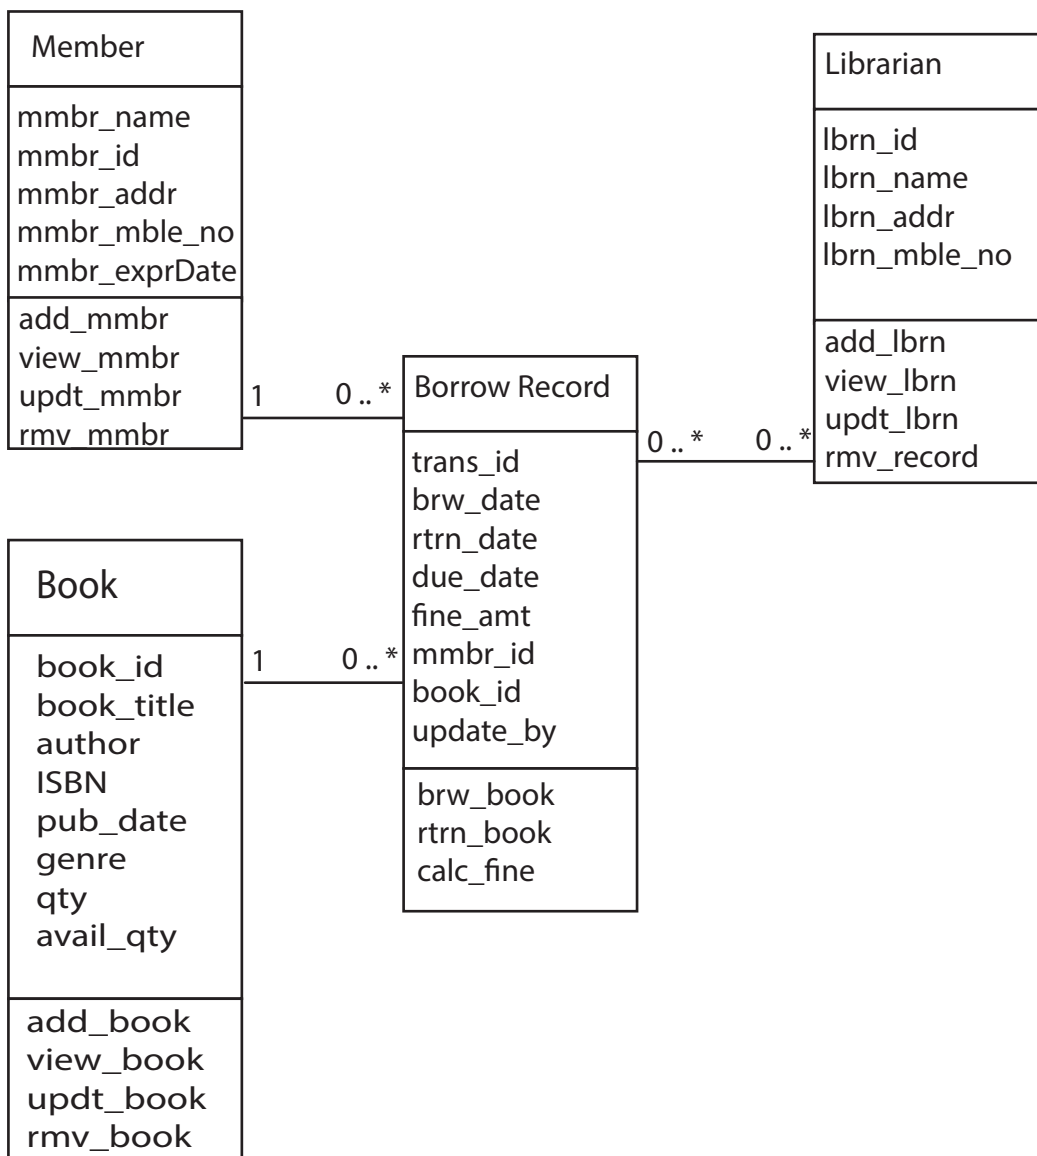 Member
mmbr_name
mmbr_id
mmbr_addr
mmbr_mble_no
mmbr_exprDate
add_mmbr
view_mmbr
updt_mmbr
rmv_mmbr
1 0 .. *
Librarian
lbrn_id
lbrn_name
lbrn_addr
lbrn_mble_no
add_lbrn
view_lbrn
updt_lbrn
rmv_record
Borrow Record
trans_id
brw_date
rtrn_date
due_date
fine_amt
mmbr_id
book_id
update_by
brw_book
rtrn_book
calc_fine
0 .. * 0 .. *
Book
book_id
book_title
author
ISBN
pub_date
genre
qty
avail_qty
add_book
view_book
updt_book
rmv_book
1 0 .. *